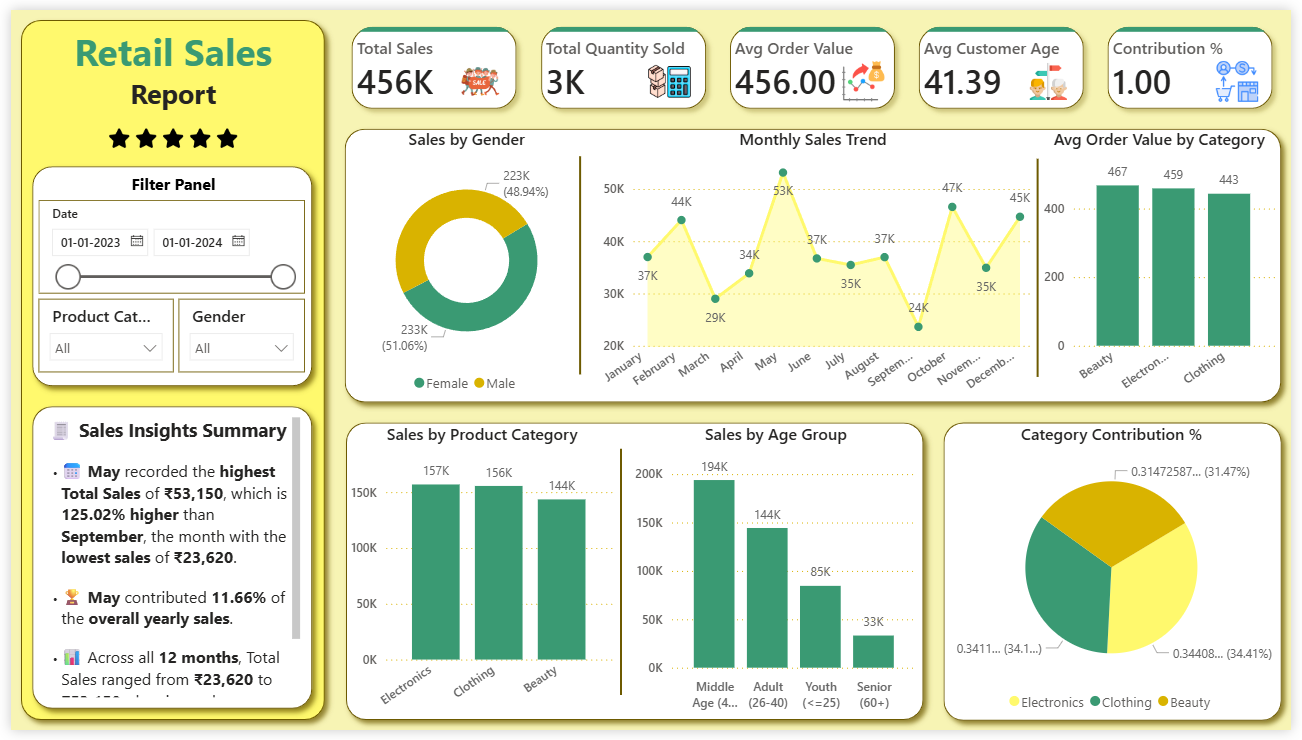 Retail Sales
Report
Filter Panel
Date
01-01-2023
01-01-2024
Product Cat...
All
Gender
All
Sales Insights Summary
• May recorded the highest
Total Sales of ₹53,150, which is
125.02% higher than
September, the month with the
lowest sales of ₹23,620.
• May contributed 11.66% of
the overall yearly sales.
• Across all 12 months, Total
Sales ranged from ₹23,620 to
Total Sales
456K
SALE
Total Quantity Sold
3K
Avg Order Value
456.00
Avg Customer Age
41.39
Contribution %
1.00
Sales by Gender
223K
(48.94%)
233K
(51.06%)
Female
Male
Monthly Sales Trend
50K
40K
30K
20K
37K
44K
29K
34K
53K
37K
35K
37K
24K
47K
35K
45K
January
February
March
April
May
June
July
August
Septem...
October
Novem...
Decemb...
Avg Order Value by Category
400
200
0
467
459
443
Beauty
Electron...
Clothing
Sales by Product Category
150K
100K
50K
0K
157K
156K
144K
Electronics
Clothing
Beauty
Sales by Age Group
200K
150K
100K
50K
0K
194K
144K
85K
33K
Middle
Age (4...
Adult
(26-40)
Youth
(<=25)
Senior
(60+)
Category Contribution %
0.31472587... (31.47%)
0.3411... (34.1...)
0.34408... (34.41%)
Electronics
Clothing
Beauty